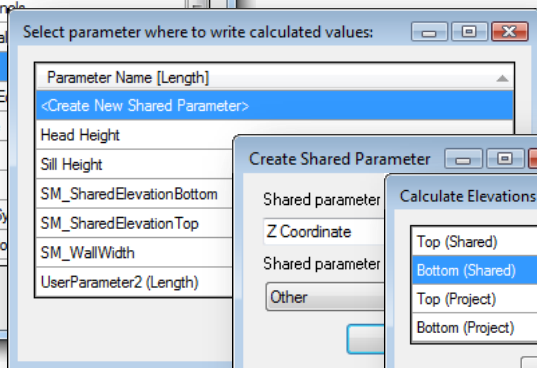 Select parameter where to write calculated values:
Parameter Name [Length]
<Create New Shared Parameter>
Head Height
Sill Height
SM_SharedElevationBottom
SM_SharedElevationTop
SM_WallWidth
UserParameter2 (Length)
Create Shared Parameter
Shared parameter
Z Coordinate
Shared parameter
Other
Calculate Elevations
Top (Shared)
Bottom (Shared)
Top (Project)
Bottom (Project)